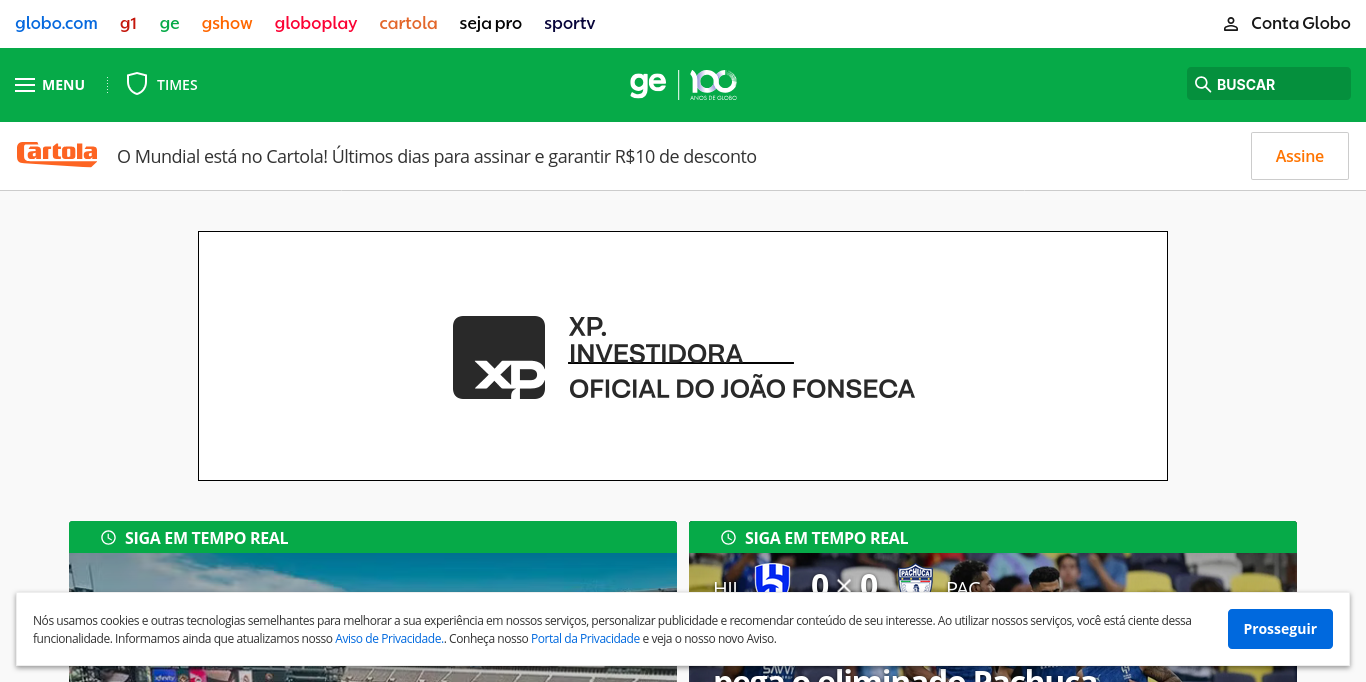 globo.com g1 ge gshow globoplay cartola seja pro sportv Conta Globo
MENU TIMES ge 100 ANOS DE GLOBO BUSCAR
Cartola O Mundial está no Cartola! Últimos dias para assinar e garantir R$10 de desconto Assine
XP.
INVESTIDORA
XP OFICIAL DO JOÃO FONSECA
SIGA EM TEMPO REAL SIGA EM TEMPO REAL
HIL 0 × 0 PACHUCA PAC
Nós usamos cookies e outras tecnologias semelhantes para melhorar a sua experiência em nossos serviços, personalizar publicidade e recomendar conteúdo de seu interesse. Ao utilizar nossos serviços, você está ciente dessa
funcionalidade. Informamos ainda que atualizamos nosso Aviso de Privacidade.. Conheça nosso Portal da Privacidade e veja o nosso novo Aviso.
Prosseguir
pega o eliminado Pachuca